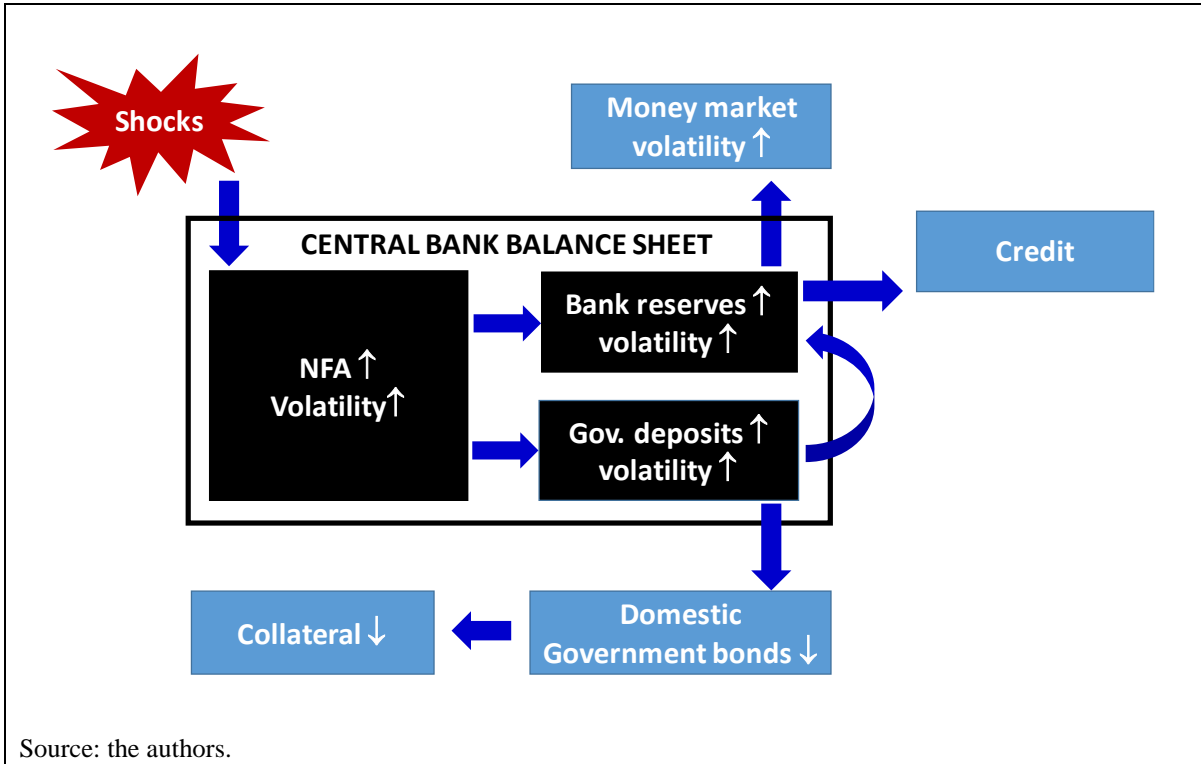 Shocks
Money market
volatility ↑
CENTRAL BANK BALANCE SHEET
Credit
NFA ↑
Volatility↑
Bank reserves ↑
volatility ↑
Gov. deposits ↑
volatility ↑
Collateral ↓
Domestic
Government bonds ↓
Source: the authors.